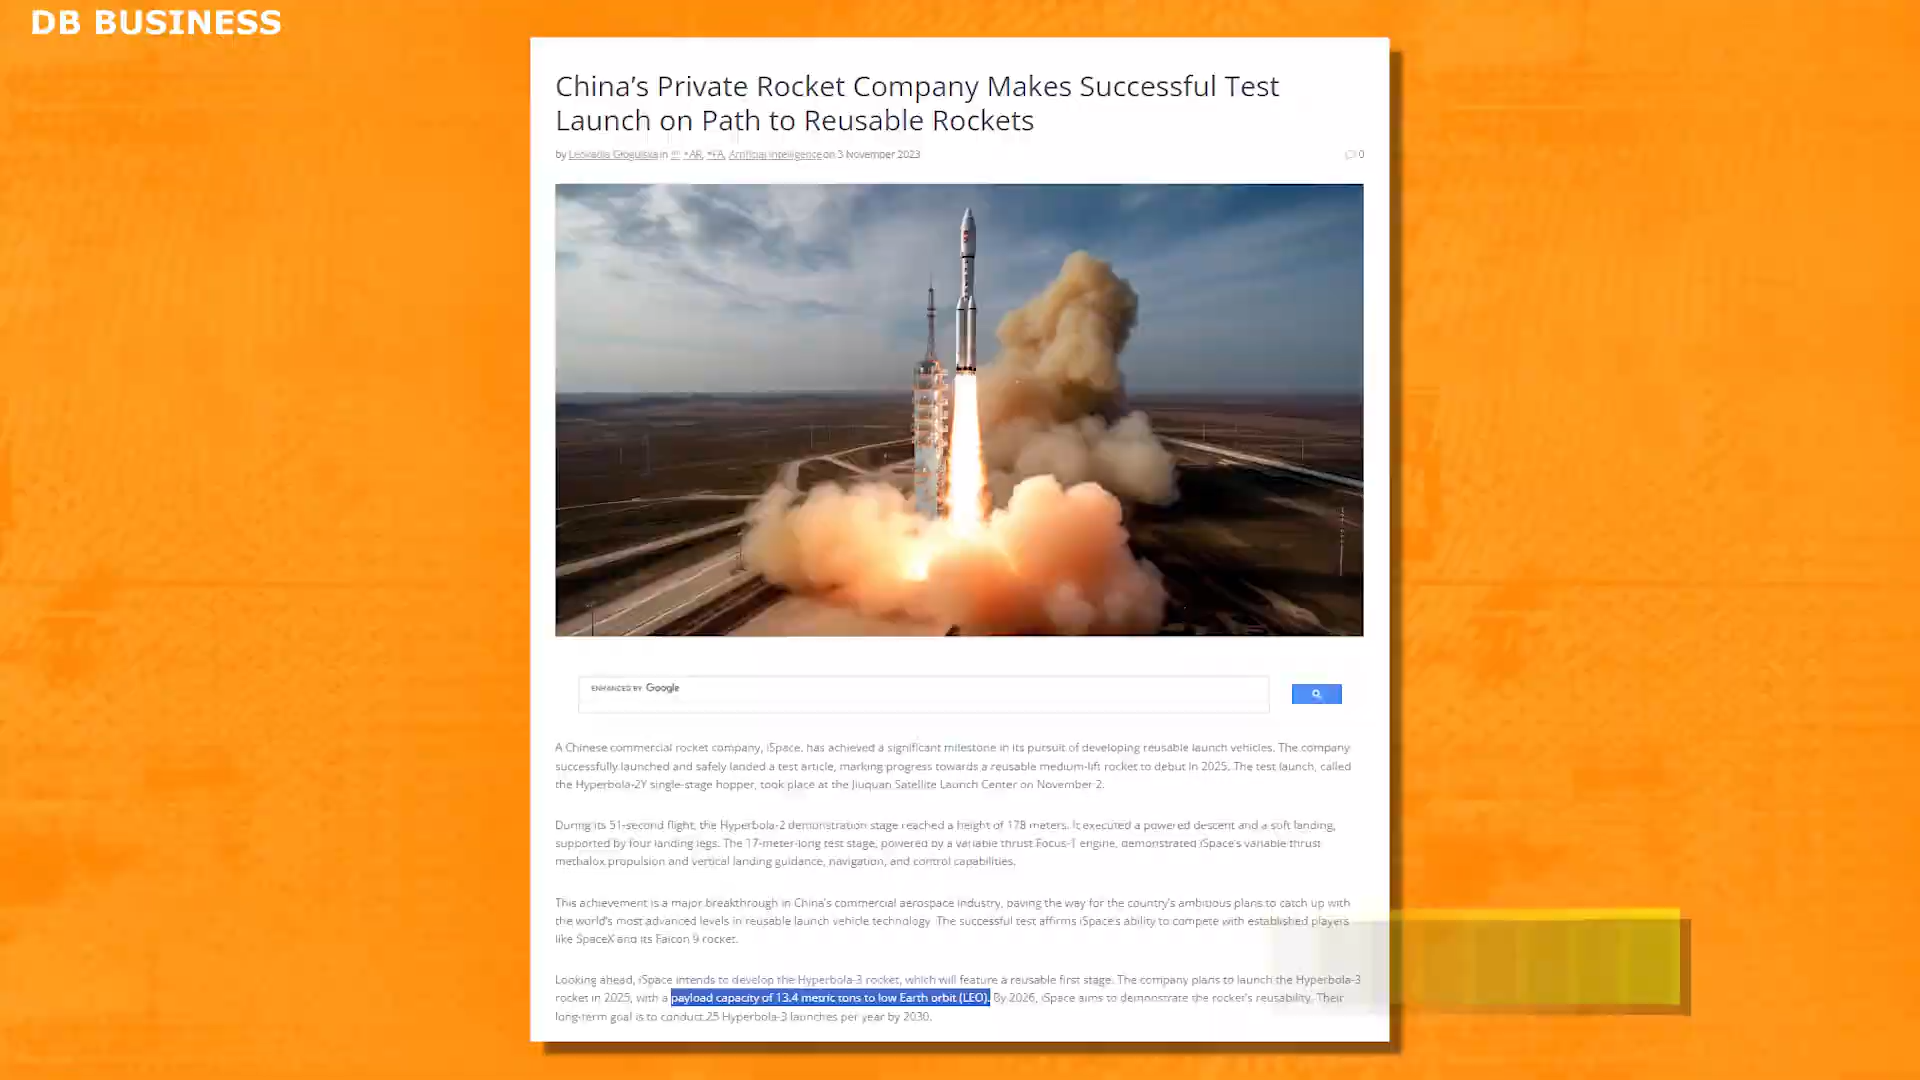 DB BUSINESS
China's Private Rocket Company Makes Successful Test
Launch on Path to Reusable Rockets
by Leokadia Głogulska in *AR, *FA, Artificial Intelligence on 3 November 2023
0
ENHANCED BY Google
A Chinese commercial rocket company, iSpace, has achieved a significant milestone in its pursuit of developing reusable launch vehicles. The company
successfully launched and safely landed a test article, marking progress towards a reusable medium-lift rocket to debut in 2025. The test launch, called
the Hyperbola-2Y single-stage hopper, took place at the Jiuquan Satellite Launch Center on November 2.
During its 51-second flight, the Hyperbola-2 demonstration stage reached a height of 178 meters. It executed a powered descent and a soft landing,
supported by four landing legs. The 17-meter-long test stage, powered by a variable thrust Focus-1 engine, demonstrated iSpace's variable thrust
methalox propulsion and vertical landing guidance, navigation, and control capabilities.
This achievement is a major breakthrough in China's commercial aerospace industry, paving the way for the country's ambitious plans to catch up with
the world's most advanced levels in reusable launch vehicle technology. The successful test affirms iSpace's ability to compete with established players
like SpaceX and its Falcon 9 rocket.
Looking ahead, iSpace intends to develop the Hyperbola-3 rocket, which will feature a reusable first stage. The company plans to launch the Hyperbola-3
rocket in 2025, with a payload capacity of 13.4 metric tons to low Earth orbit (LEO). By 2026, iSpace aims to demonstrate the rocket's reusability. Their
long-term goal is to conduct 25 Hyperbola-3 launches per year by 2030.